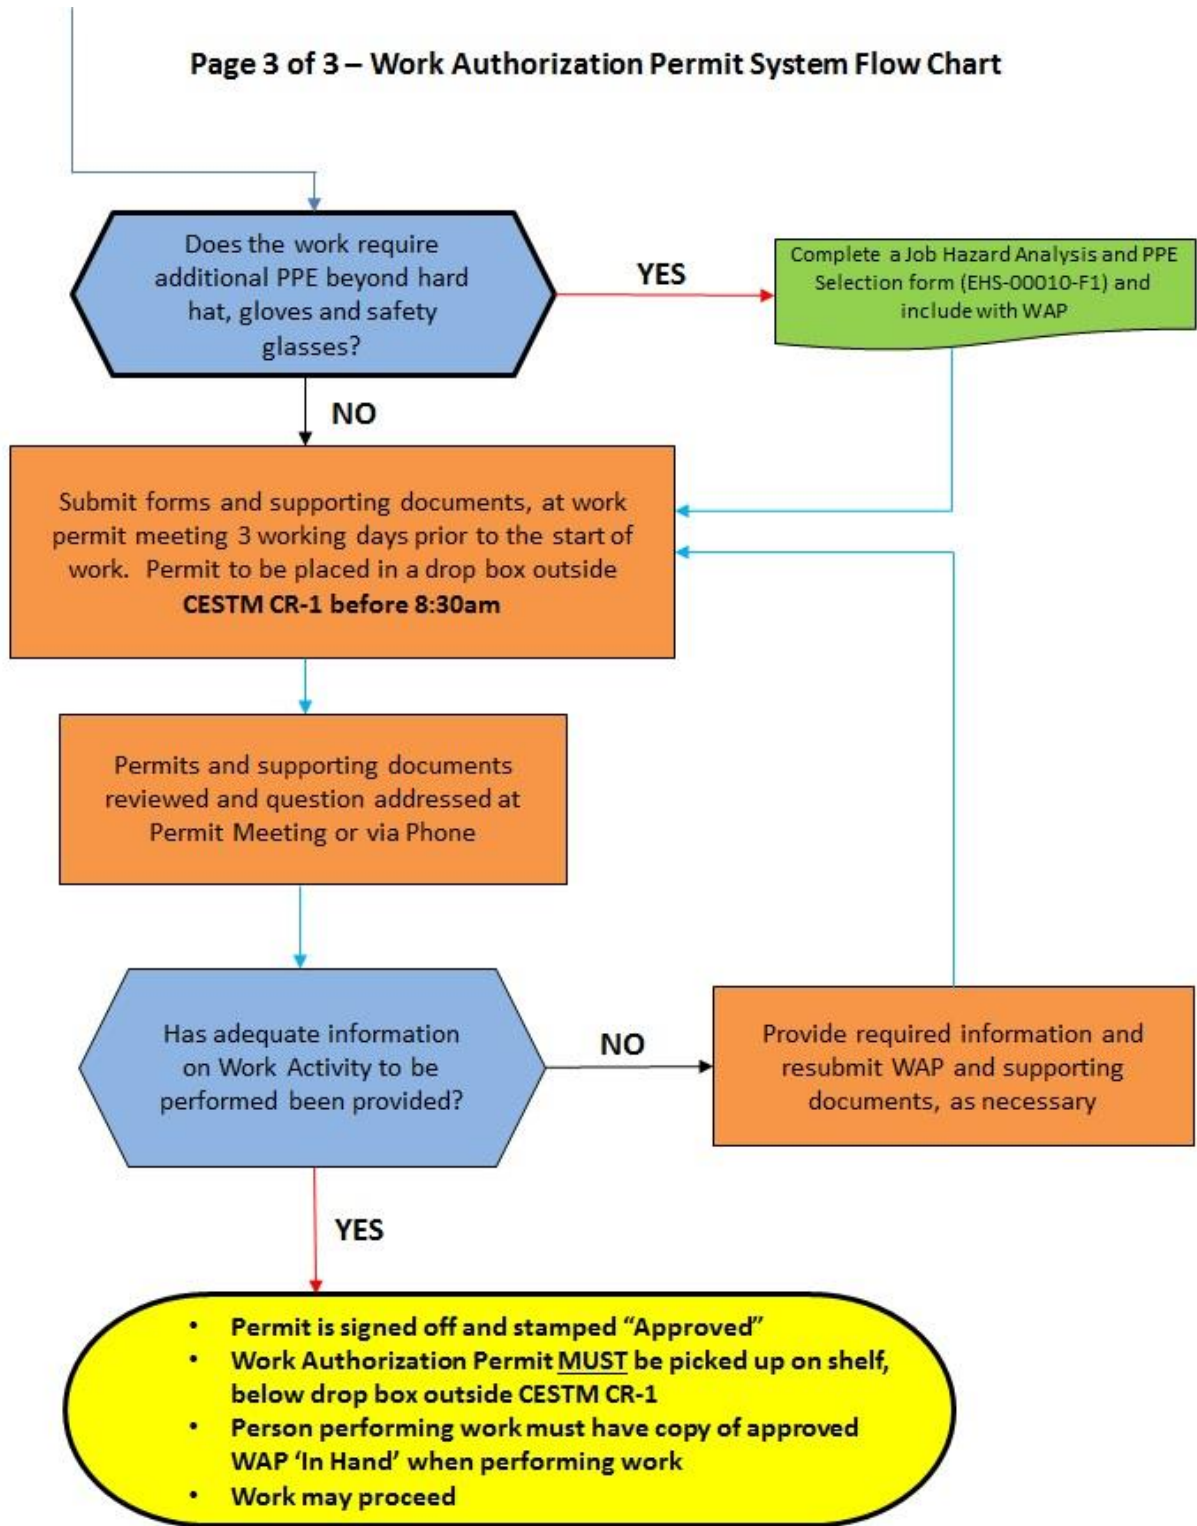 Page 3 of 3 – Work Authorization Permit System Flow Chart
Does the work require
additional PPE beyond hard
hat, gloves and safety
glasses?
YES
Complete a Job Hazard Analysis and PPE
Selection form (EHS-00010-F1) and
include with WAP
NO
Submit forms and supporting documents, at work
permit meeting 3 working days prior to the start of
work. Permit to be placed in a drop box outside
CESTM CR-1 before 8:30am
Permits and supporting documents
reviewed and question addressed at
Permit Meeting or via Phone
Has adequate information
on Work Activity to be
performed been provided?
NO
Provide required information and
resubmit WAP and supporting
documents, as necessary
YES
• Permit is signed off and stamped “Approved”
• Work Authorization Permit MUST be picked up on shelf,
below drop box outside CESTM CR-1
• Person performing work must have copy of approved
WAP ‘In Hand’ when performing work
• Work may proceed